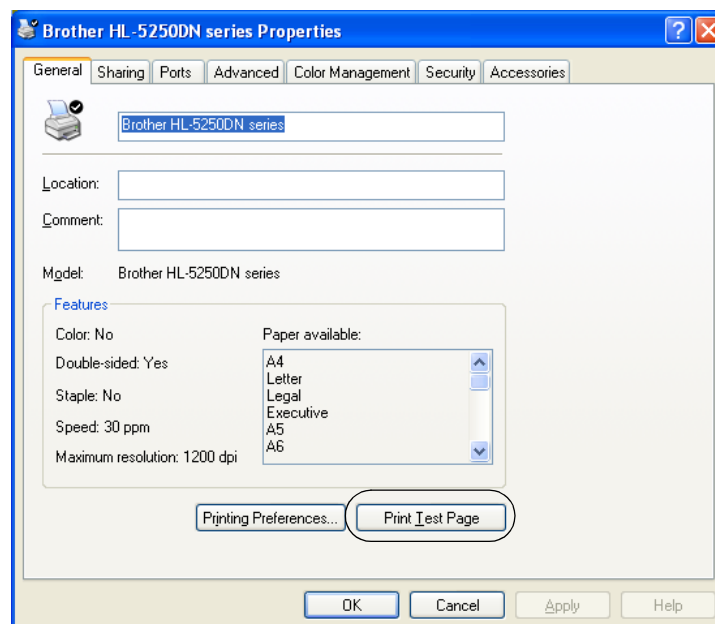 Brother HL-5250DN series Properties
General Sharing Ports Advanced Color Management Security Accessories
Brother HL-5250DN series
Location:
Comment:
Model: Brother HL-5250DN series
Features
Color: No
Paper available:
Double-sided: Yes
Staple: No
Speed: 30 ppm
Maximum resolution: 1200 dpi
A4
Letter
Legal
Executive
A5
A6
Printing Preferences... Print Test Page
OK Cancel Apply Help